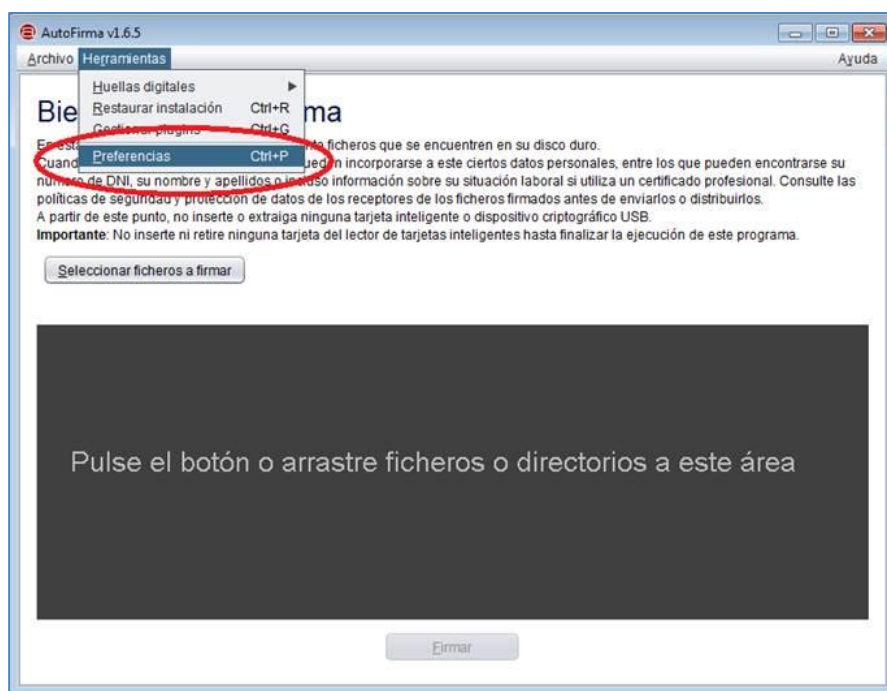 AutoFirma v1.6.5
Archivo Herramientas Ayuda
Huellas digitales
Restaurar instalación Ctrl+R
Gestionar plugins Ctrl+G
Preferencias Ctrl+P
Bie ma
En esta te ficheros que se encuentren en su disco duro.
Cuand pueden incorporarse a este ciertos datos personales, entre los que pueden encontrarse su
número de DNI, su nombre y apellidos o incluso información sobre su situación laboral si utiliza un certificado profesional. Consulte las
políticas de seguridad y protección de datos de los receptores de los ficheros firmados antes de enviarlos o distribuirlos.
A partir de este punto, no inserte o extraiga ninguna tarjeta inteligente o dispositivo criptográfico USB.
Importante: No inserte ni retire ninguna tarjeta del lector de tarjetas inteligentes hasta finalizar la ejecución de este programa.
Seleccionar ficheros a firmar
Pulse el botón o arrastre ficheros o directorios a este área
Firmar